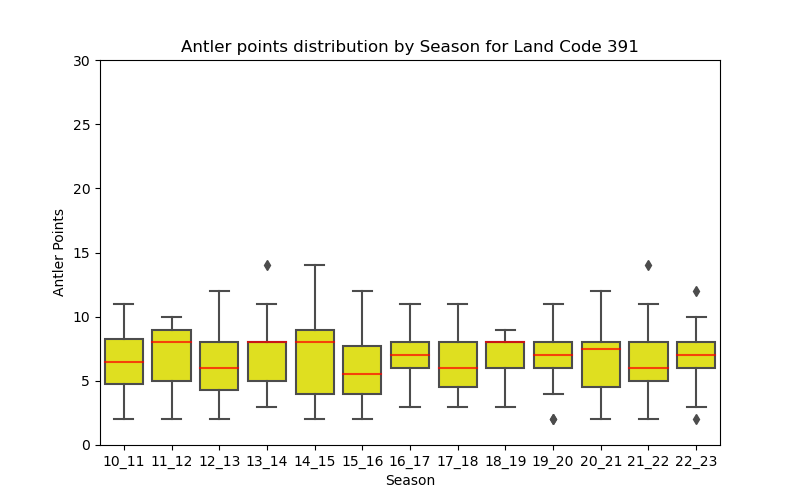 Antler points distribution by Season for Land Code 391
30
25
20
15
10
5
0
Antler Points
10_11 11_12 12_13 13_14 14_15 15_16 16_17 17_18 18_19 19_20 20_21 21_22 22_23
Season